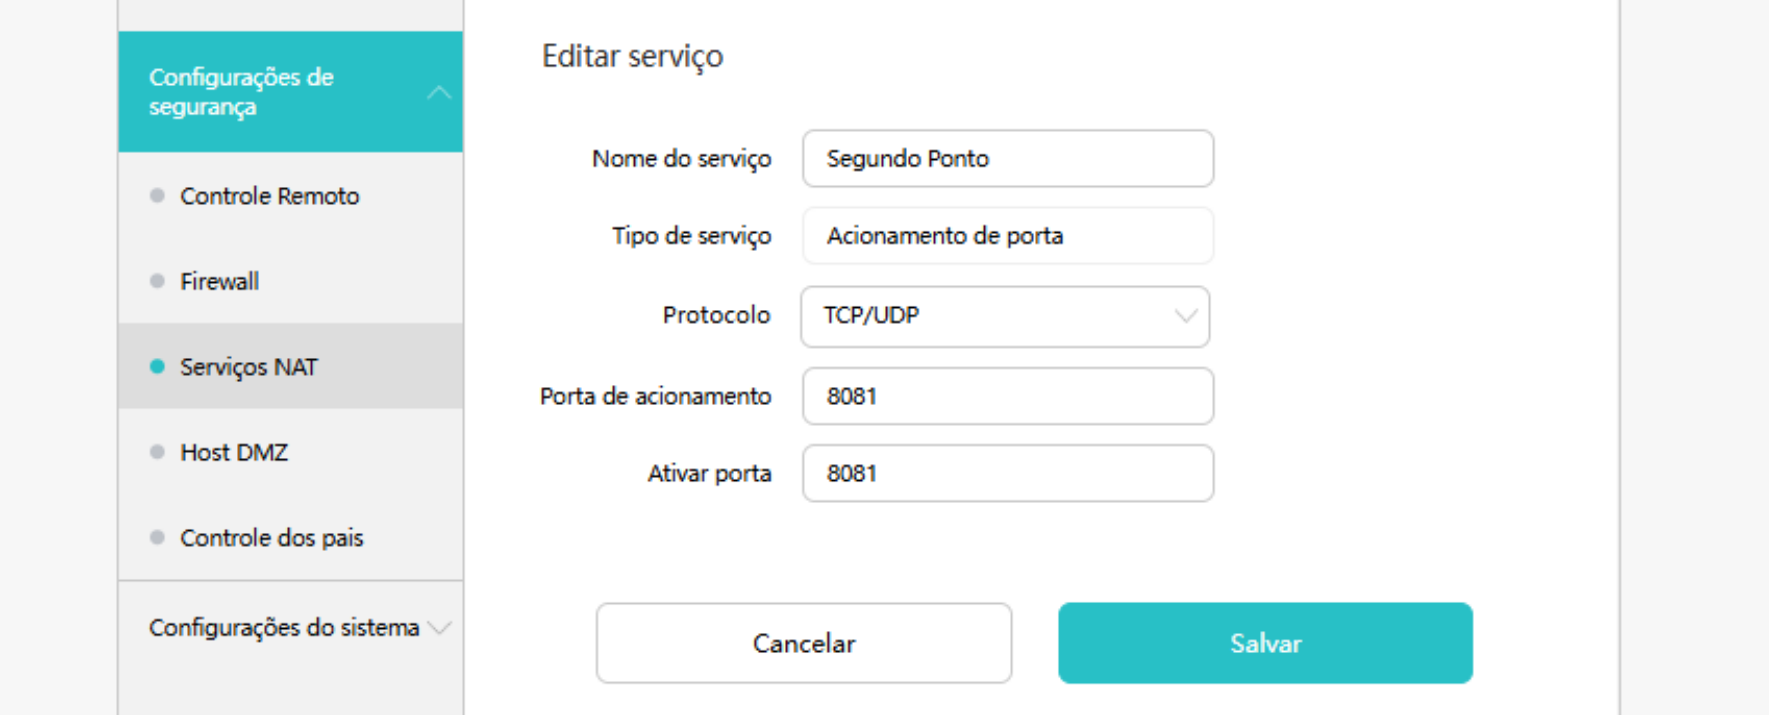 Configurações de
segurança
Controle Remoto
Firewall
Serviços NAT
Host DMZ
Controle dos pais
Configurações do sistema
Editar serviço
Nome do serviço Segundo Ponto
Tipo de serviço Acionamento de porta
Protocolo TCP/UDP
Porta de acionamento 8081
Ativar porta 8081
Cancelar Salvar